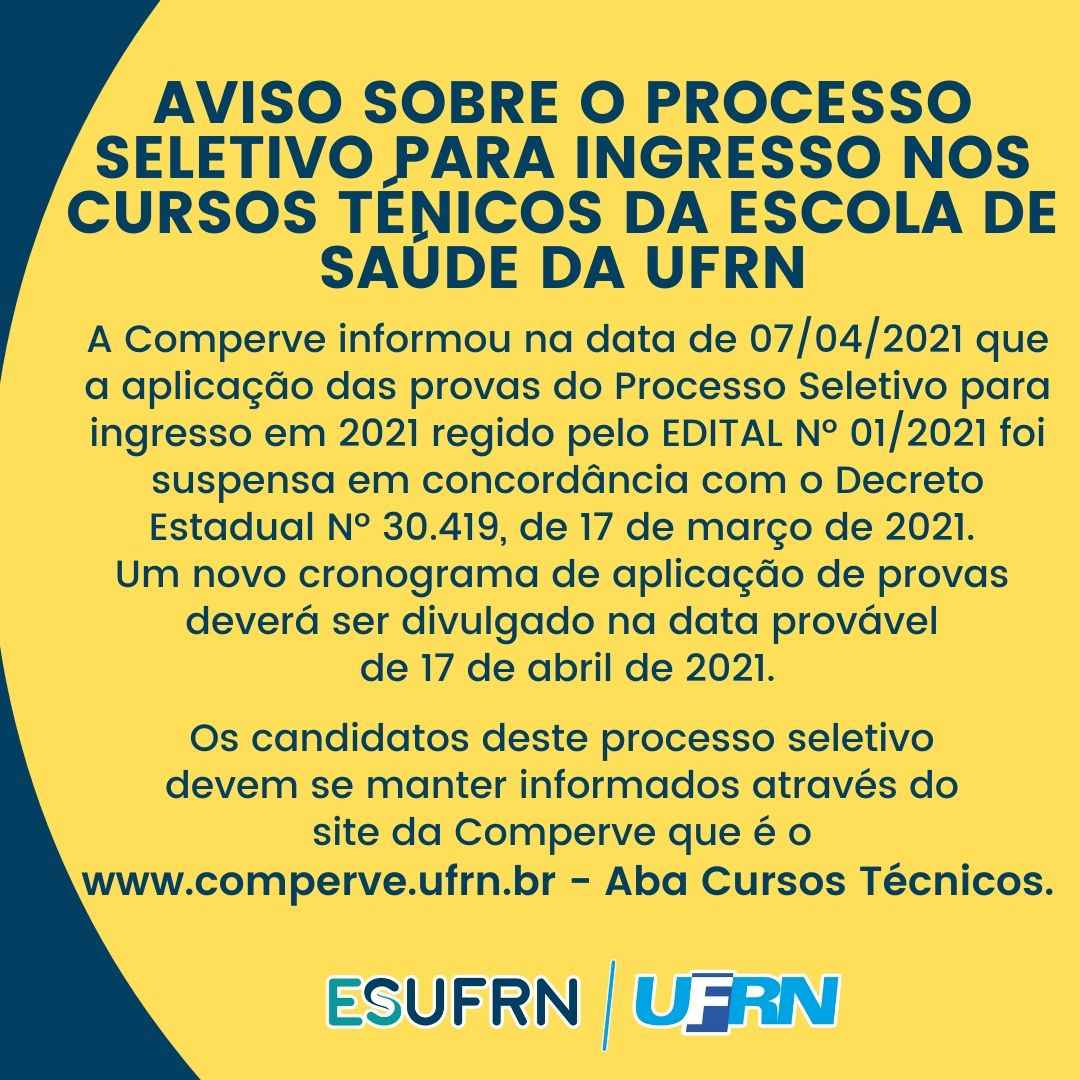 AVISO SOBRE O PROCESSO
SELETIVO PARA INGRESSO NOS
CURSOS TÉNICOS DA ESCOLA DE
SAÚDE DA UFRN
A Comperve informou na data de 07/04/2021 que
a aplicação das provas do Processo Seletivo para
ingresso em 2021 regido pelo EDITAL Nº 01/2021 foi
suspensa em concordância com o Decreto
Estadual Nº 30.419, de 17 de março de 2021.
Um novo cronograma de aplicação de provas
deverá ser divulgado na data provável
de 17 de abril de 2021.
Os candidatos deste processo seletivo
devem se manter informados através do
site da Comperve que é o
www.comperve.ufrn.br - Aba Cursos Técnicos.
ESUFRN UFRN